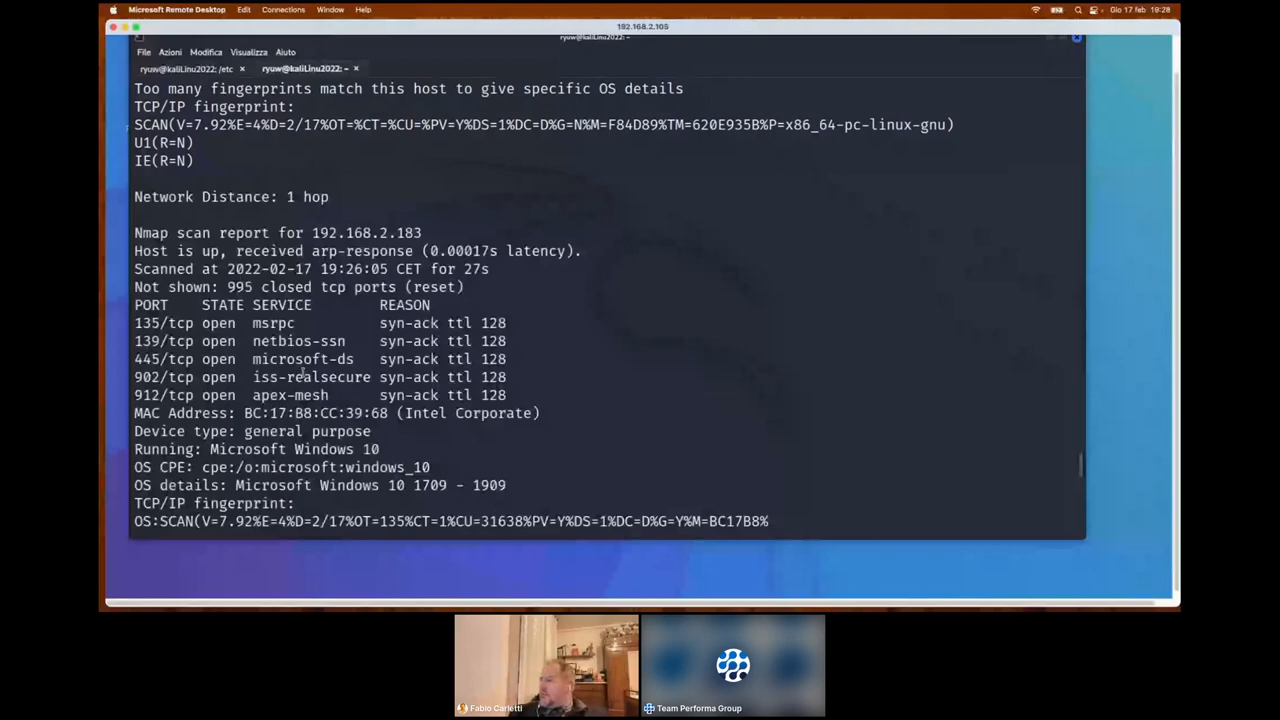 Microsoft Remote Desktop Edit Connections Window Help Gio 17 feb 19:28
192.168.2.105
ryuw@kaliLinu2022: ~
File Azioni Modifica Visualizza Aiuto
ryuw@kaliLinu2022: /etc ryuw@kaliLinu2022: ~
Too many fingerprints match this host to give specific OS details
TCP/IP fingerprint:
SCAN(V=7.92%E=4%D=2/17%OT=%CT=%CU=%PV=Y%DS=1%DC=D%G=N%M=F84D89%TM=620E935B%P=x86_64-pc-linux-gnu)
U1(R=N)
IE(R=N)
Network Distance: 1 hop
Nmap scan report for 192.168.2.183
Host is up, received arp-response (0.00017s latency).
Scanned at 2022-02-17 19:26:05 CET for 27s
Not shown: 995 closed tcp ports (reset)
PORT STATE SERVICE REASON
135/tcp open msrpc syn-ack ttl 128
139/tcp open netbios-ssn syn-ack ttl 128
445/tcp open microsoft-ds syn-ack ttl 128
902/tcp open iss-realsecure syn-ack ttl 128
912/tcp open apex-mesh syn-ack ttl 128
MAC Address: BC:17:B8:CC:39:68 (Intel Corporate)
Device type: general purpose
Running: Microsoft Windows 10
OS CPE: cpe:/o:microsoft:windows_10
OS details: Microsoft Windows 10 1709 - 1909
TCP/IP fingerprint:
OS:SCAN(V=7.92%E=4%D=2/17%OT=135%CT=1%CU=31638%PV=Y%DS=1%DC=D%G=Y%M=BC17B8%
Fabio Carletti
Team Performa Group